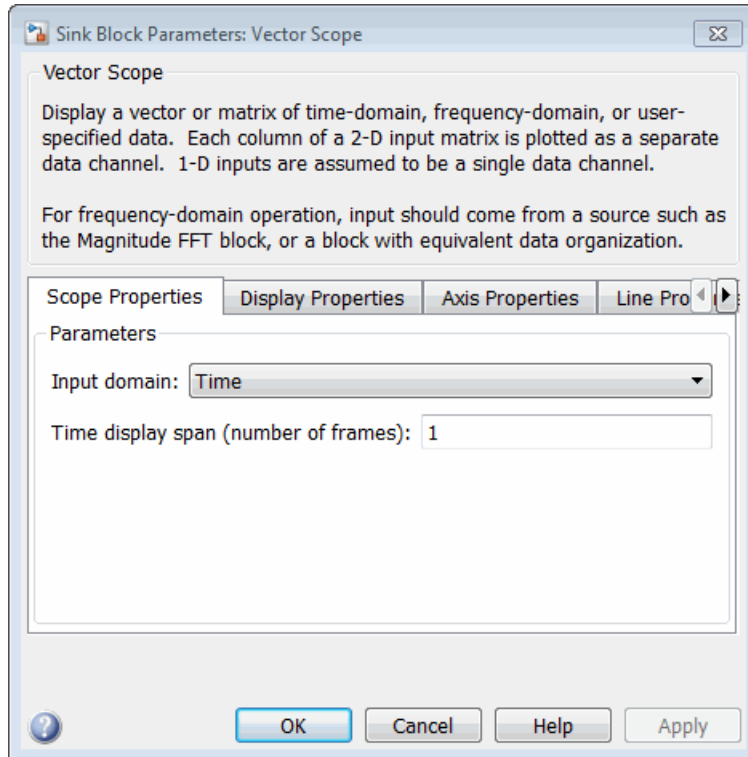 Sink Block Parameters: Vector Scope
Vector Scope
Display a vector or matrix of time-domain, frequency-domain, or user-
specified data.  Each column of a 2-D input matrix is plotted as a separate
data channel.  1-D inputs are assumed to be a single data channel.
For frequency-domain operation, input should come from a source such as
the Magnitude FFT block, or a block with equivalent data organization.
Scope Properties Display Properties Axis Properties Line Pro
Parameters
Input domain: Time
Time display span (number of frames): 1
? OK Cancel Help Apply